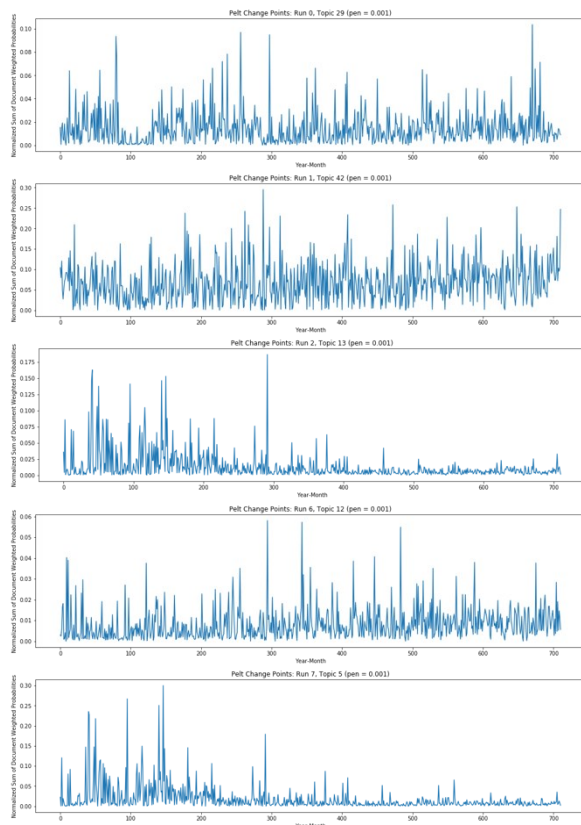 Pelt Change Points: Run 0, Topic 29 (pen = 0.001)
Normalized Sum of Document Weighted Probabilities
0.10
0.08
0.06
0.04
0.02
0.00
0 100 200 300 400 500 600 700
Year-Month
Pelt Change Points: Run 1, Topic 42 (pen = 0.001)
Normalized Sum of Document Weighted Probabilities
0.30
0.25
0.20
0.15
0.10
0.05
0.00
0 100 200 300 400 500 600 700
Year-Month
Pelt Change Points: Run 2, Topic 13 (pen = 0.001)
Normalized Sum of Document Weighted Probabilities
0.175
0.150
0.125
0.100
0.075
0.050
0.025
0.000
0 100 200 300 400 500 600 700
Year-Month
Pelt Change Points: Run 6, Topic 12 (pen = 0.001)
Normalized Sum of Document Weighted Probabilities
0.06
0.05
0.04
0.03
0.02
0.01
0.00
0 100 200 300 400 500 600 700
Year-Month
Pelt Change Points: Run 7, Topic 5 (pen = 0.001)
Normalized Sum of Document Weighted Probabilities
0.30
0.25
0.20
0.15
0.10
0.05
0.00
0 100 200 300 400 500 600 700
Year-Month